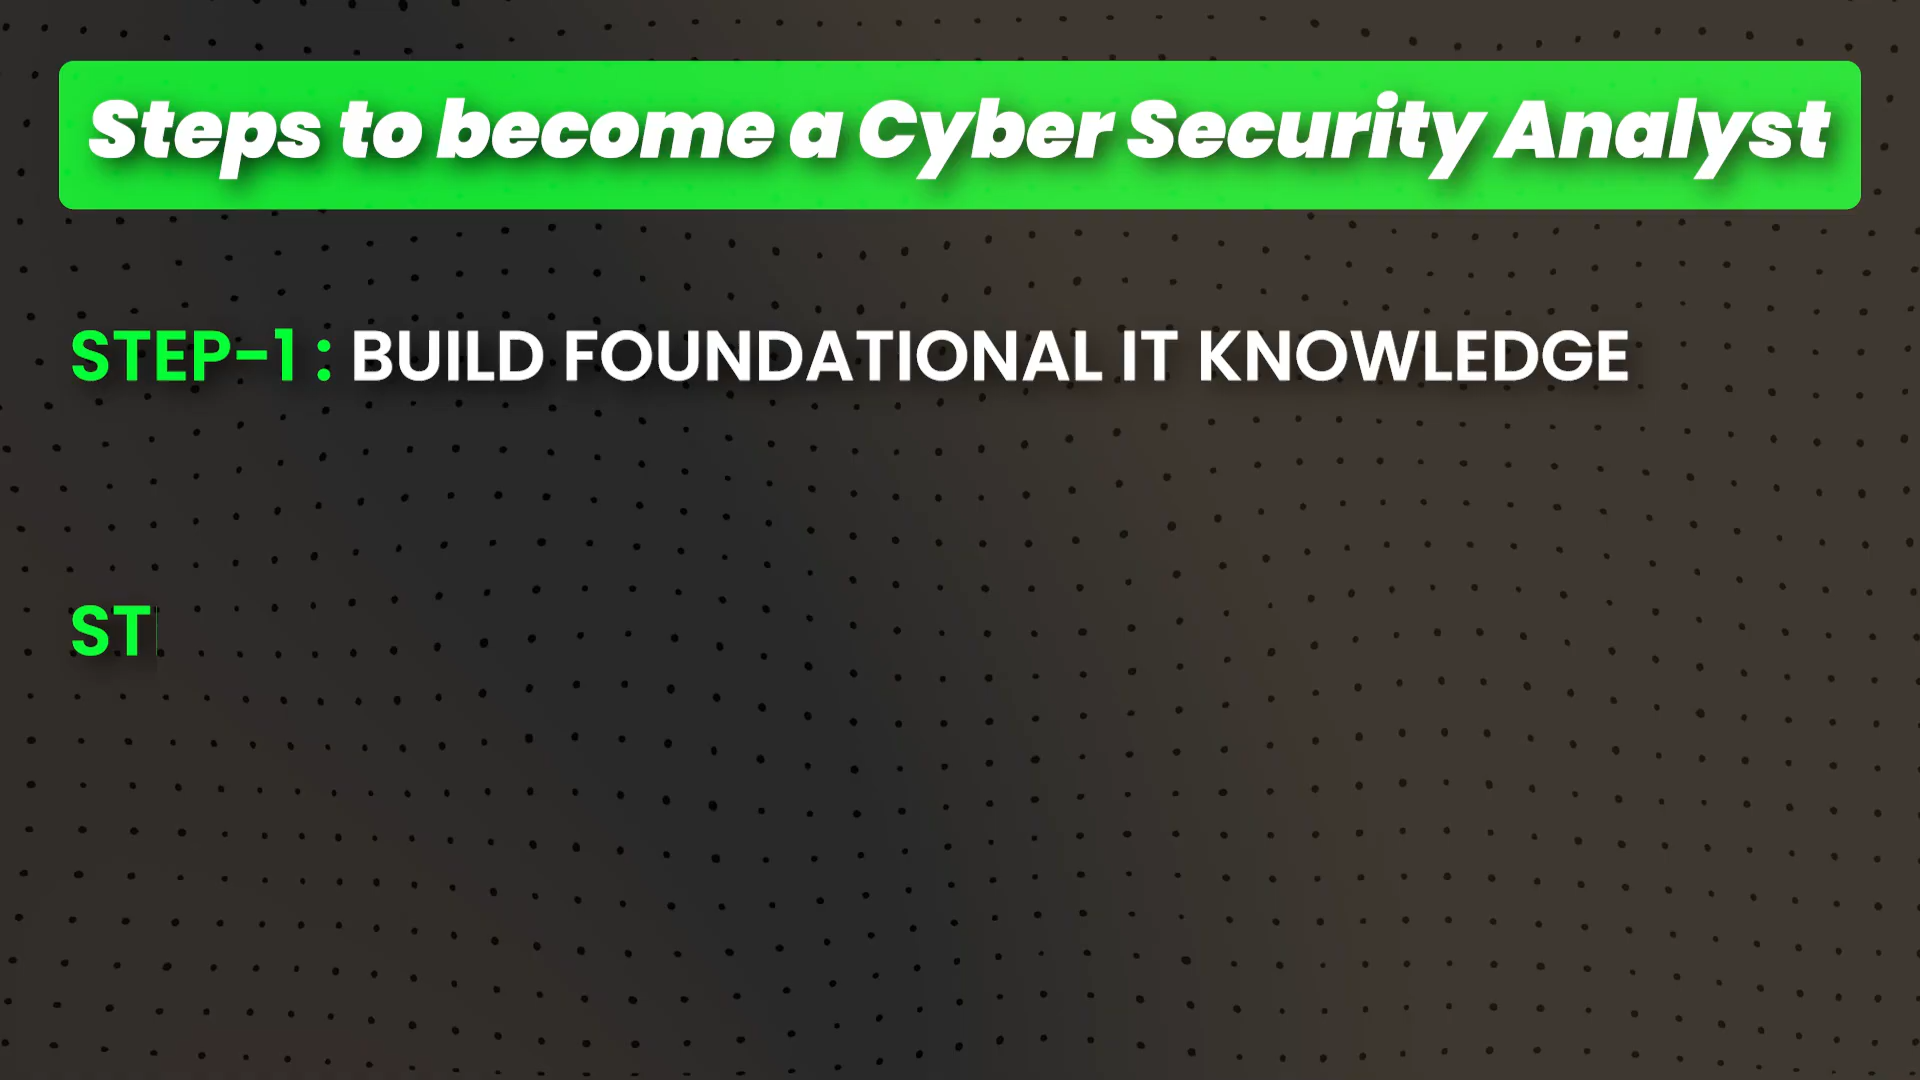 Steps to become a Cyber Security Analyst
STEP-1 : BUILD FOUNDATIONAL IT KNOWLEDGE
ST